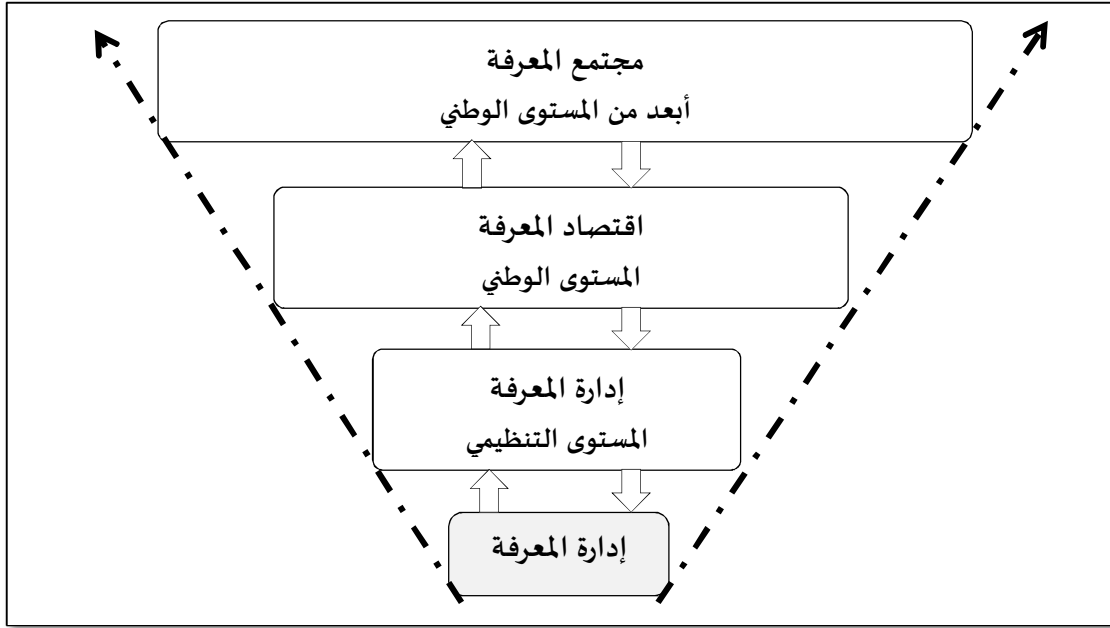 مجتمع المعرفة
أبعد من المستوى الوطني
اقتصاد المعرفة
المستوى الوطني
إدارة المعرفة
المستوى التنظيمي
إدارة المعرفة